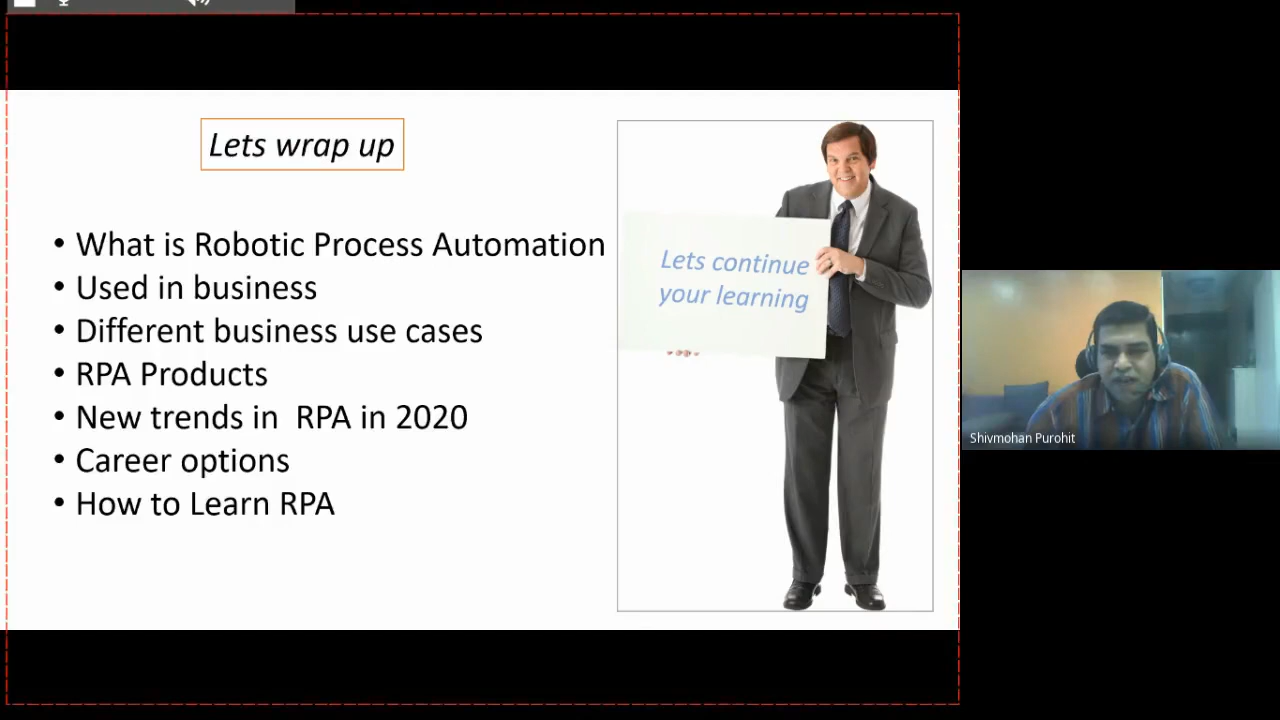 Lets wrap up
• What is Robotic Process Automation
• Used in business
• Different business use cases
• RPA Products
• New trends in  RPA in 2020
• Career options
• How to Learn RPA
Lets continue
your learning
Shivmohan Purohit